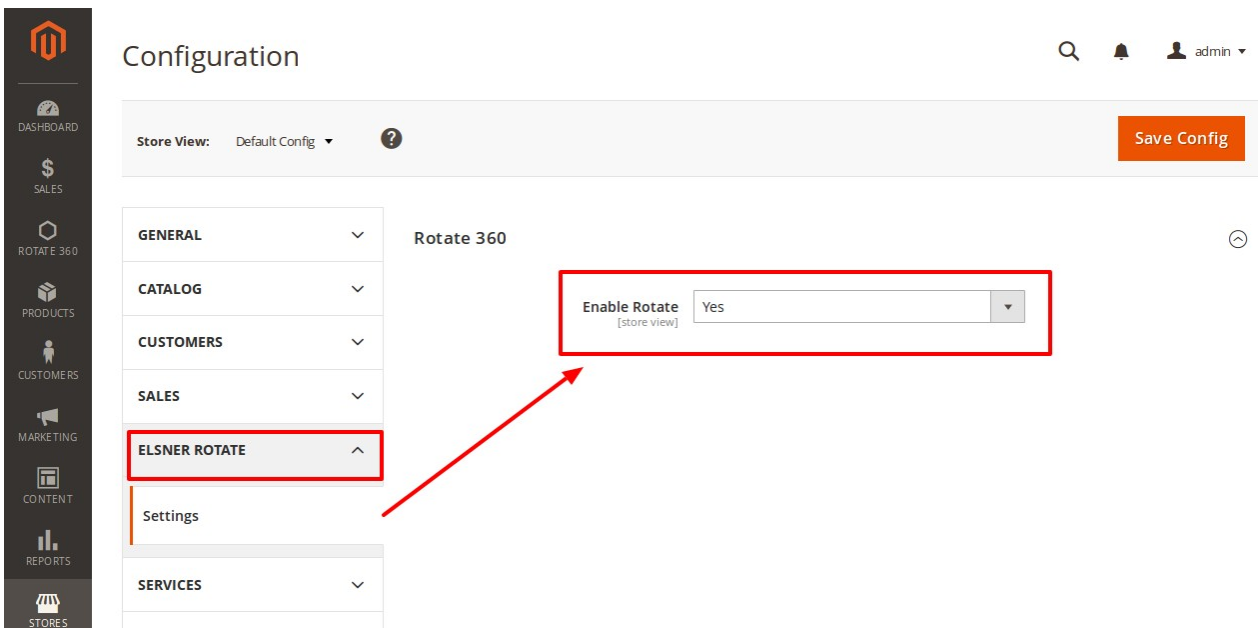 Configuration
admin
DASHBOARD
Store View:
Default Config
?
Save Config
$
SALES
GENERAL
Rotate 360
ROTATE 360
CATALOG
Enable Rotate
Yes
[store view]
PRODUCTS
CUSTOMERS
CUSTOMERS
SALES
MARKETING
ELSNER ROTATE
CONTENT
Settings
REPORTS
SERVICES
STORES